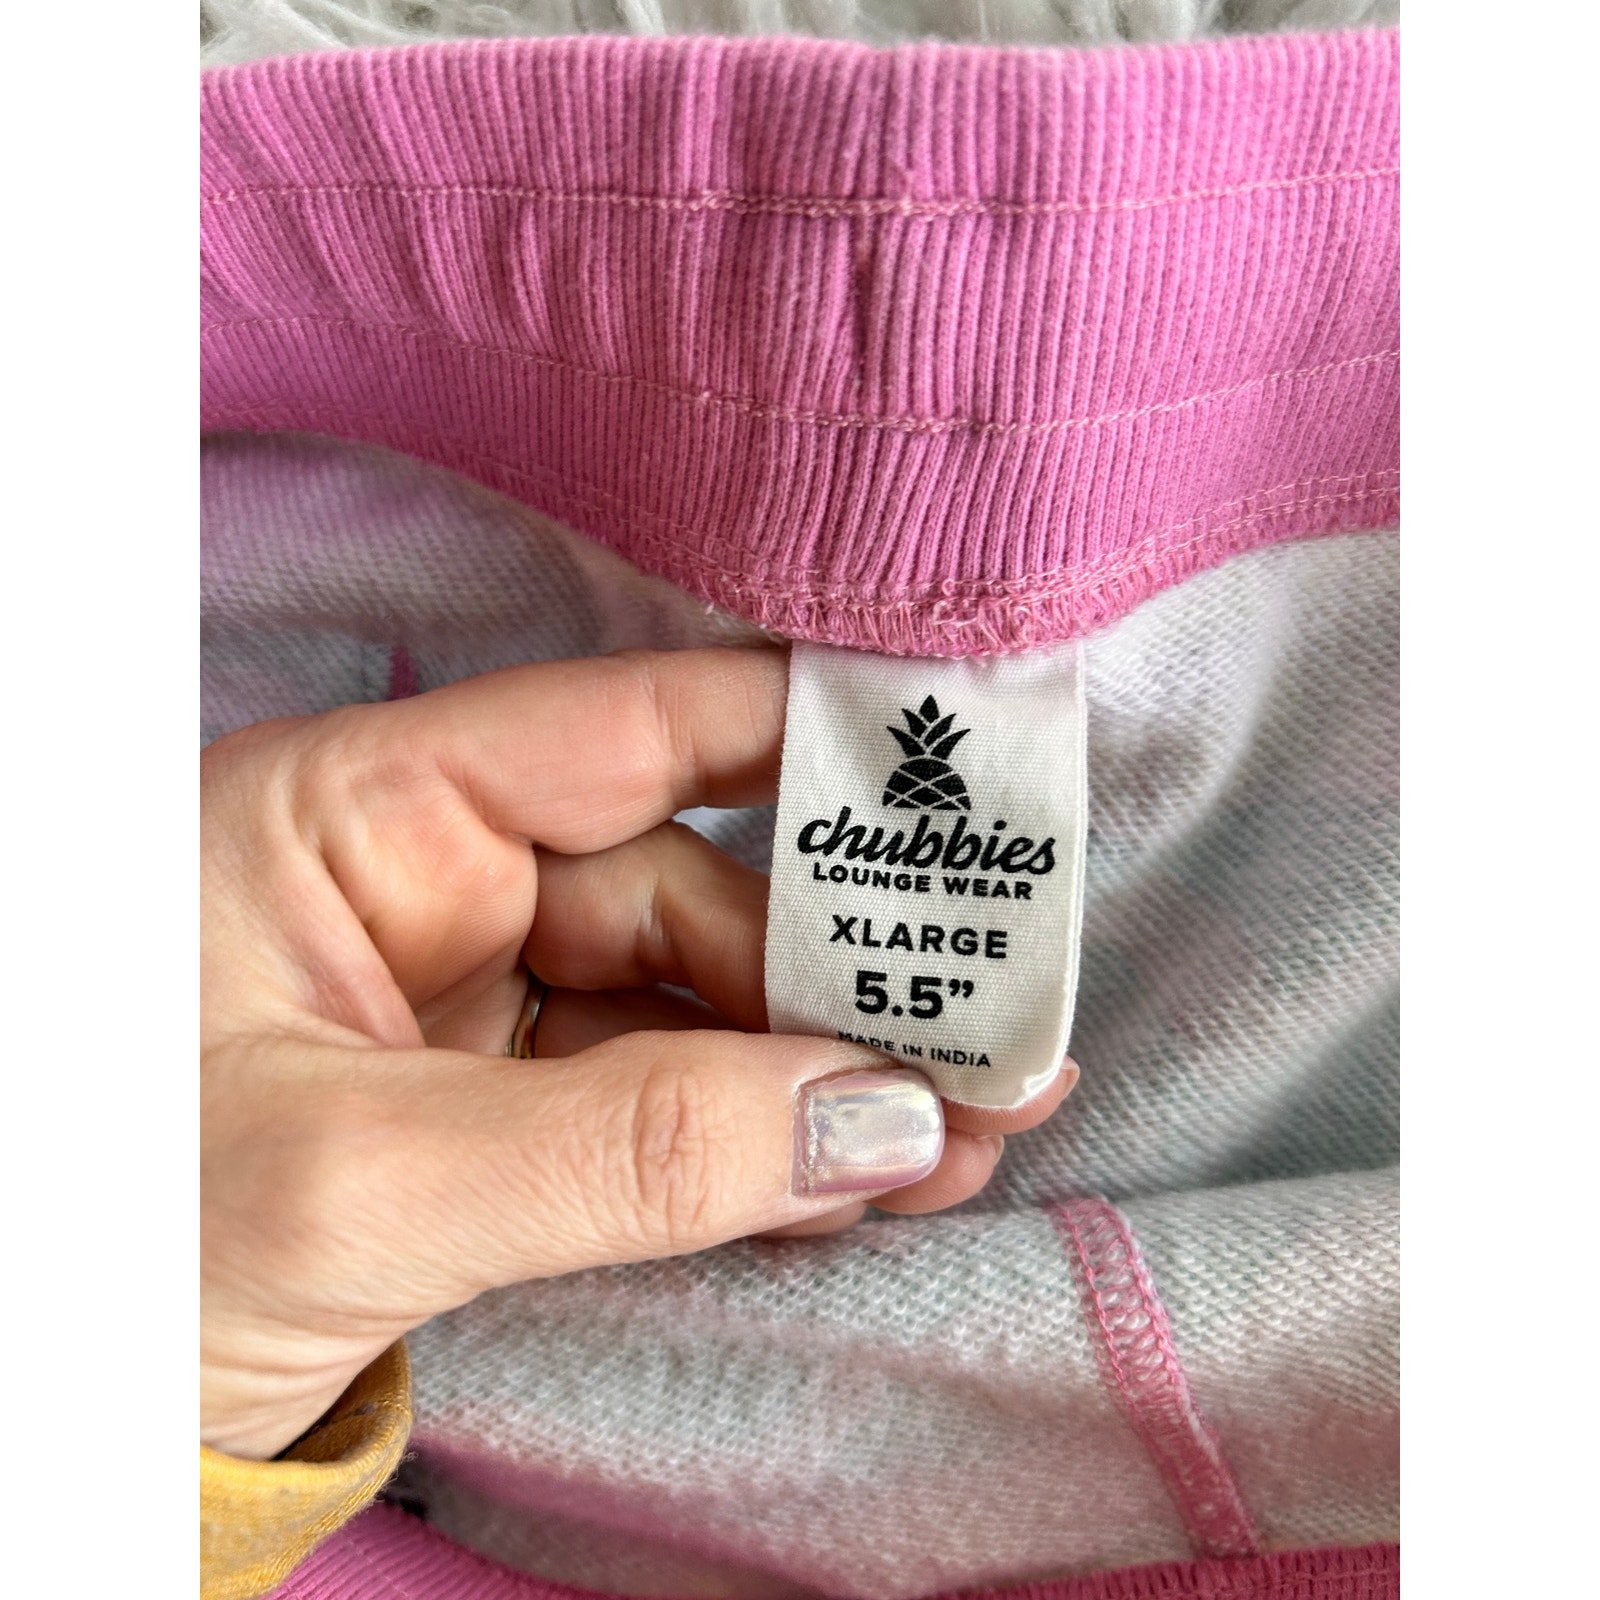 chubbies
LOUNGE WEAR
XLARGE
5.5”
MADE IN INDIA